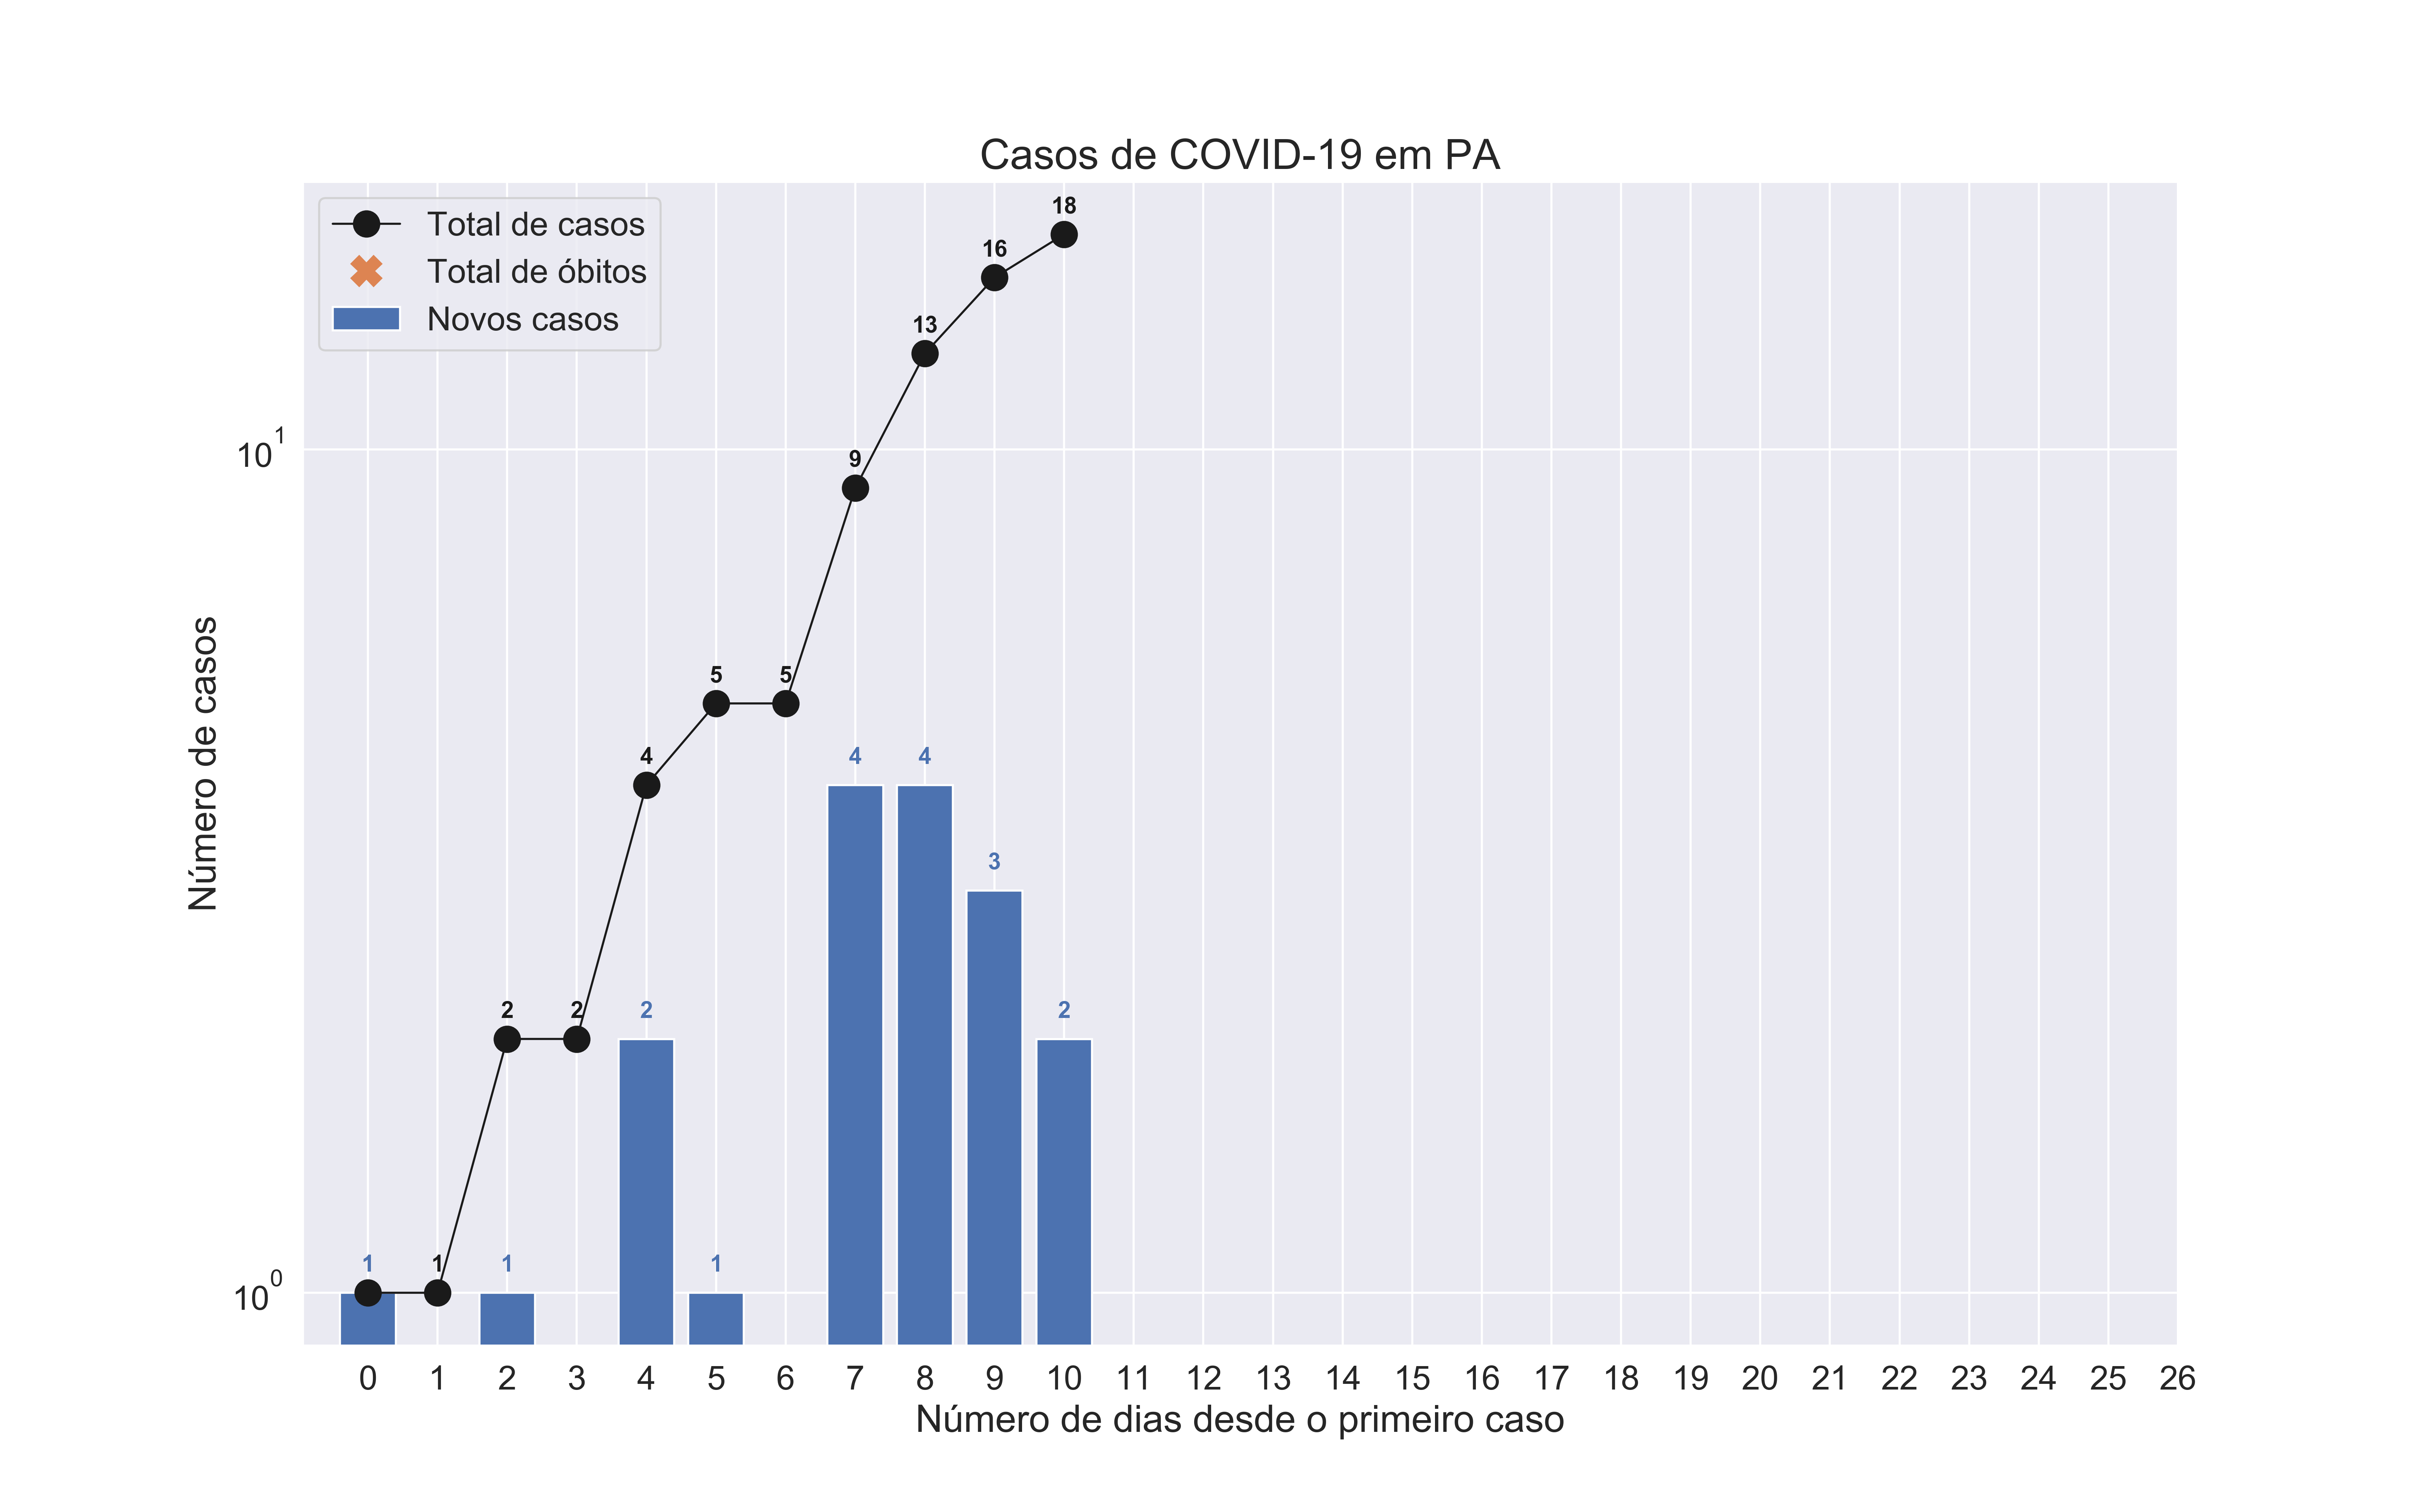 Casos de COVID-19 em PA
Total de casos
Total de óbitos
Novos casos
Número de casos
10^1
10^0
18
16
13
9
5 5
4 4 4
3
2 2 2 2
1 1 1 1
0 1 2 3 4 5 6 7 8 9 10 11 12 13 14 15 16 17 18 19 20 21 22 23 24 25 26
Número de dias desde o primeiro caso